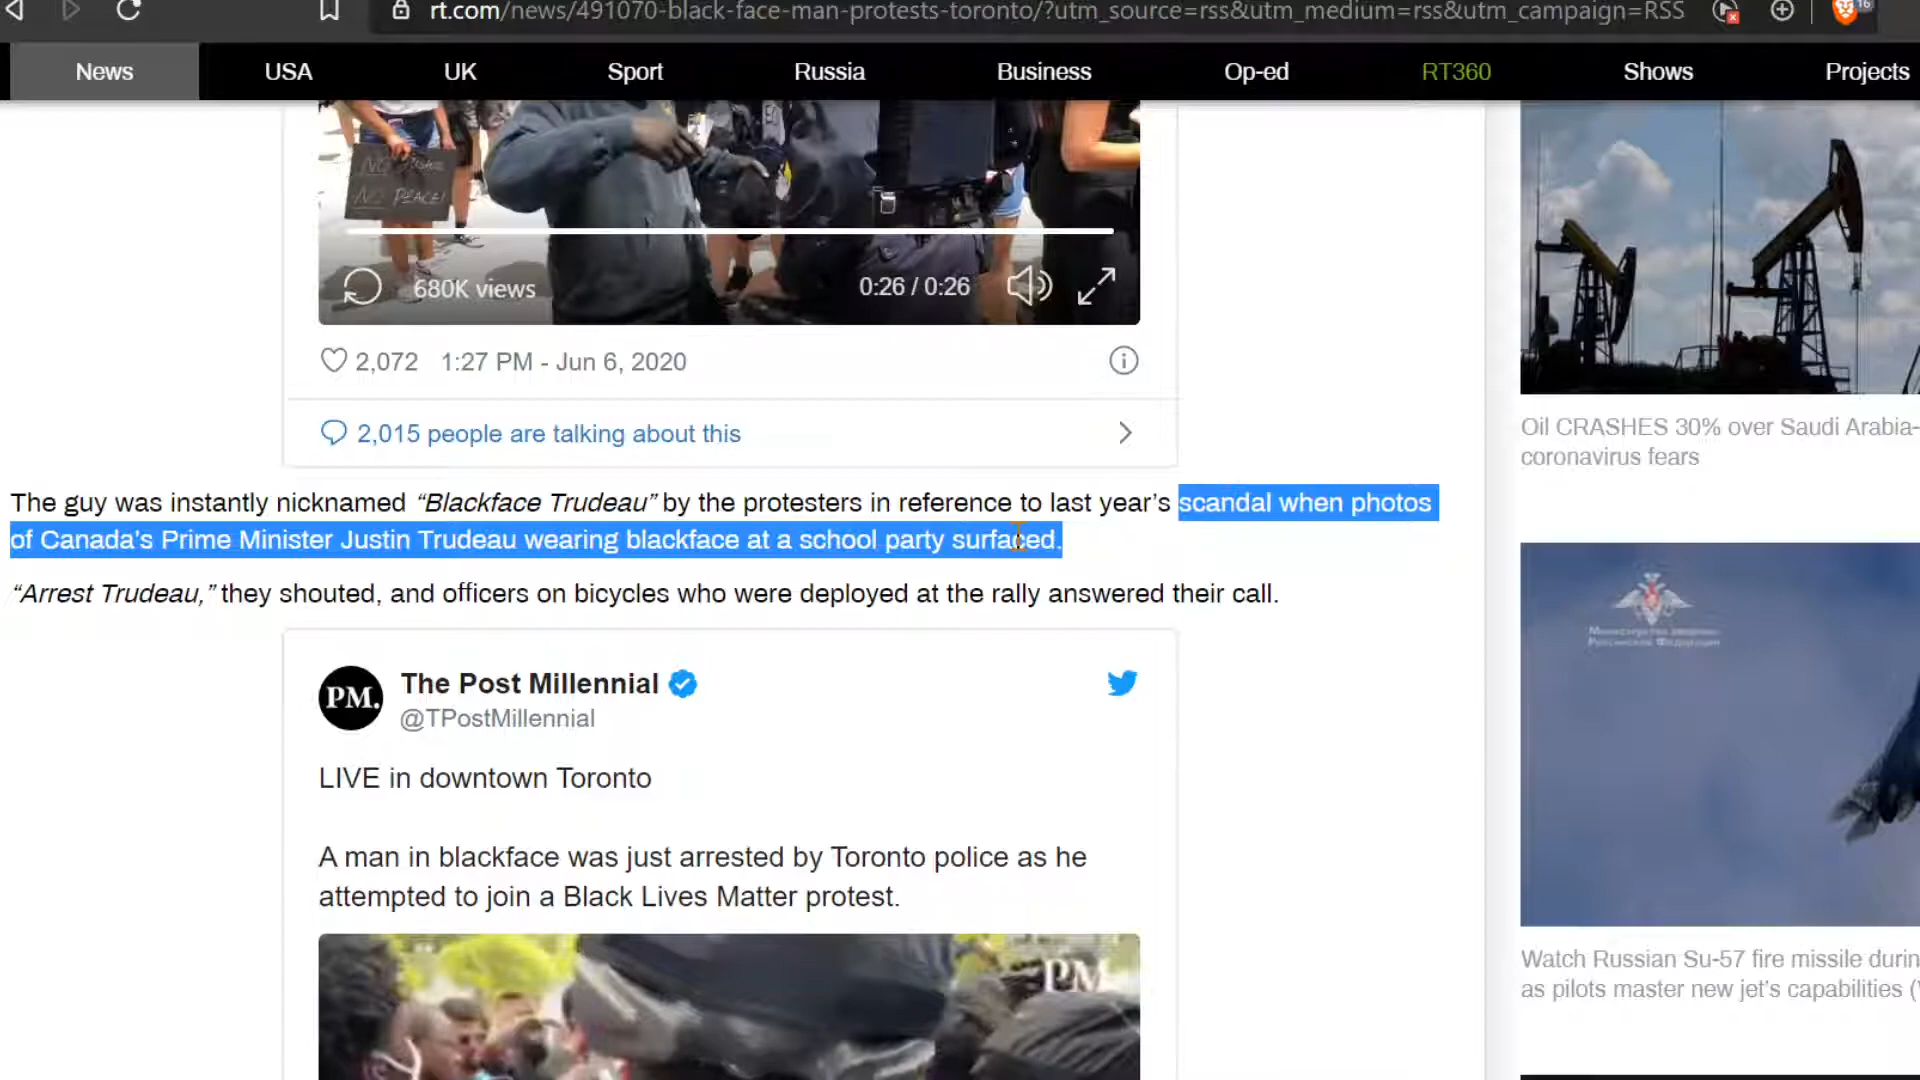 rt.com/news/491070-black-face-man-protests-toronto/?utm_source=rss&utm_medium=rss&utm_campaign=RSS
16
News USA UK Sport Russia Business Op-ed RT360 Shows Projects
NO
NO PEACE!
680K views 0:26 / 0:26
2,072 1:27 PM - Jun 6, 2020
2,015 people are talking about this
Oil CRASHES 30% over Saudi Arabia-
coronavirus fears
The guy was instantly nicknamed “Blackface Trudeau” by the protesters in reference to last year’s scandal when photos
of Canada's Prime Minister Justin Trudeau wearing blackface at a school party surfaced.
“Arrest Trudeau,” they shouted, and officers on bicycles who were deployed at the rally answered their call.
PM.
The Post Millennial
@TPostMillennial
LIVE in downtown Toronto
A man in blackface was just arrested by Toronto police as he
attempted to join a Black Lives Matter protest.
PM
Российской Федерации
Watch Russian Su-57 fire missile durin
as pilots master new jet's capabilities (